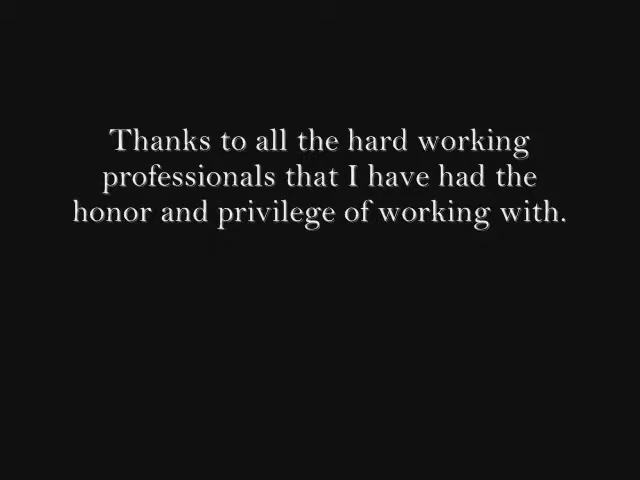 Thanks to all the hard working
professionals that I have had the
honor and privilege of working with.